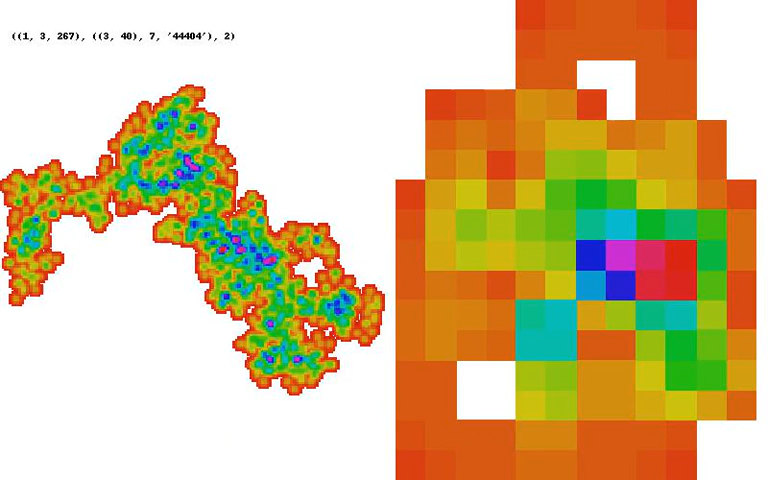 ((1, 3, 267), ((3, 40), 7, '44404'), 2)